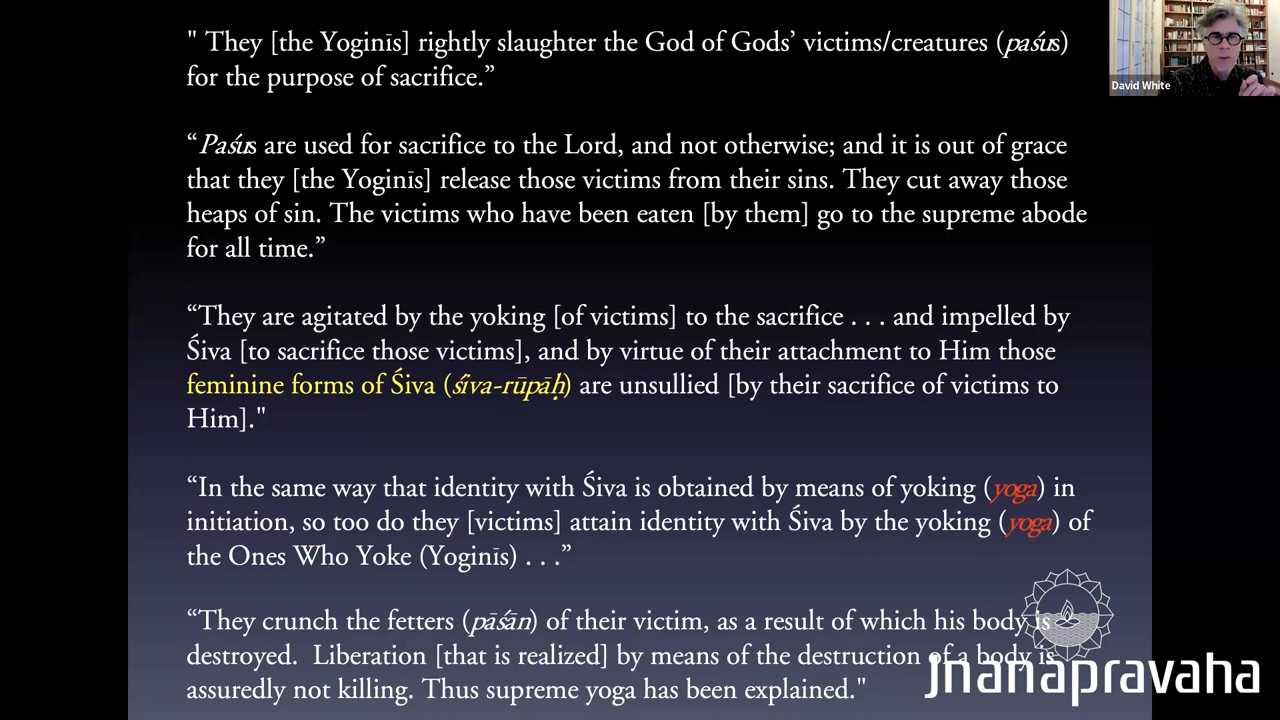 " They [the Yoginīs] rightly slaughter the God of Gods’ victims/creatures (paśus)
for the purpose of sacrifice.”
“Paśus are used for sacrifice to the Lord, and not otherwise; and it is out of grace
that they [the Yoginīs] release those victims from their sins. They cut away those
heaps of sin. The victims who have been eaten [by them] go to the supreme abode
for all time.”
“They are agitated by the yoking [of victims] to the sacrifice . . . and impelled by
Śiva [to sacrifice those victims], and by virtue of their attachment to Him those
feminine forms of Śiva (śiva-rūpāḥ) are unsullied [by their sacrifice of victims to
Him]."
“In the same way that identity with Śiva is obtained by means of yoking (yoga) in
initiation, so too do they [victims] attain identity with Śiva by the yoking (yoga) of
the Ones Who Yoke (Yoginīs) . . .”
“They crunch the fetters (pāśān) of their victim, as a result of which his body is
destroyed.  Liberation [that is realized] by means of the destruction of a body is
assuredly not killing. Thus supreme yoga has been explained."
David White
Jnanapravaha